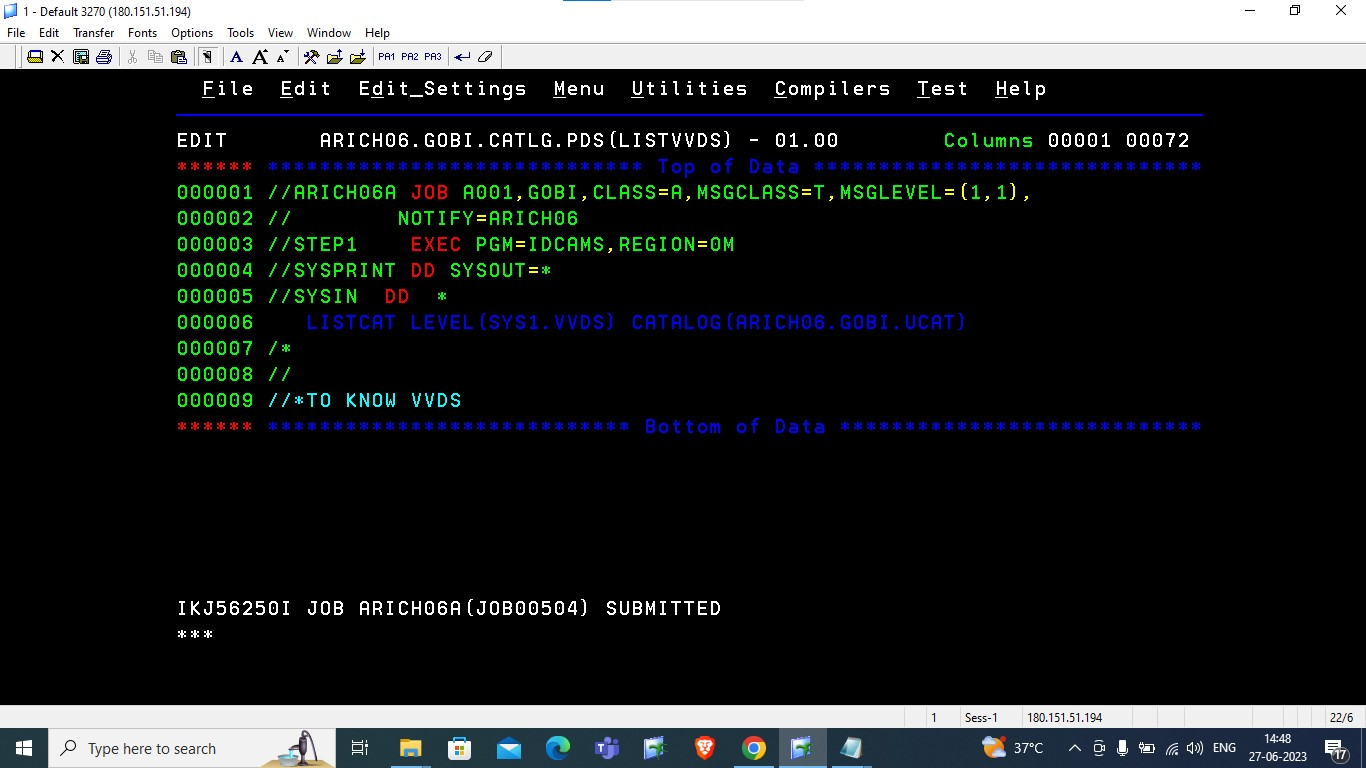 1 - Default 3270 (180.151.51.194)
File Edit Transfer Fonts Options Tools View Window Help
A A A PA1 PA2 PA3
File Edit Edit_Settings Menu Utilities Compilers Test Help
EDIT ARICH06.GOBI.CATLG.PDS(LISTVVDS) - 01.00 Columns 00001 00072
****** ***************************** Top of Data ******************************
000001 //ARICH06A JOB A001,GOBI,CLASS=A,MSGCLASS=T,MSGLEVEL=(1,1),
000002 // NOTIFY=ARICH06
000003 //STEP1 EXEC PGM=IDCAMS,REGION=0M
000004 //SYSPRINT DD SYSOUT=*
000005 //SYSIN DD *
000006 LISTCAT LEVEL(SYS1.VVDS) CATALOG(ARICH06.GOBI.UCAT)
000007 /*
000008 //
000009 //*TO KNOW VVDS
****** **************************** Bottom of Data ****************************
IKJ56250I JOB ARICH06A(JOB00504) SUBMITTED
***
1 Sess-1 180.151.51.194 22/6
Type here to search 37°C ENG 14:48 27-06-2023 17